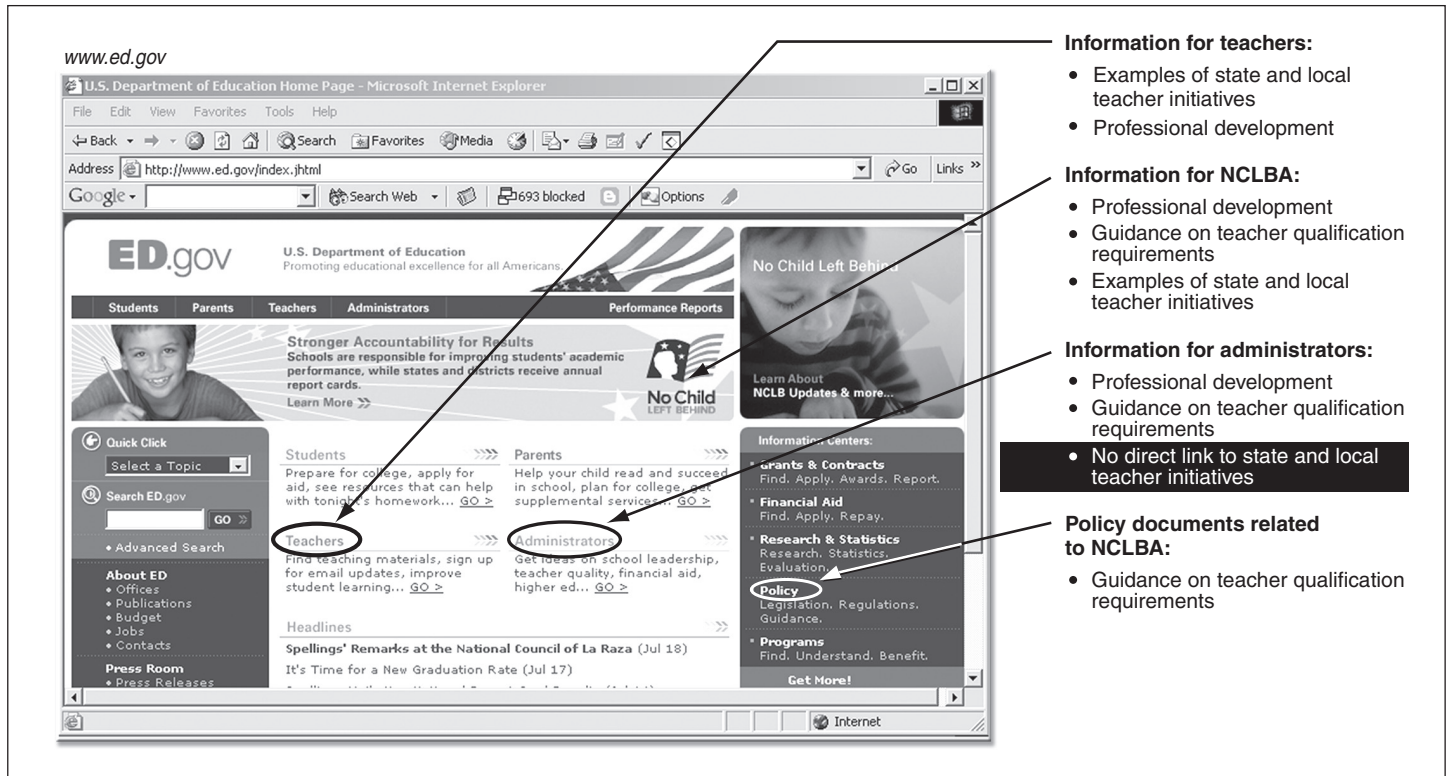 www.ed.gov
U.S. Department of Education Home Page - Microsoft Internet Explorer
File Edit View Favorites Tools Help
Back Search Favorites Media
Address http://www.ed.gov/index.jhtml Go Links »
Google Search Web 693 blocked Options
ED.gov
U.S. Department of Education
Promoting educational excellence for all Americans.
Students Parents Teachers Administrators Performance Reports
Stronger Accountability for Results
Schools are responsible for improving students' academic
performance, while states and districts receive annual
report cards.
Learn More >>
No Child
LEFT BEHIND
No Child Left Behind
Learn About
NCLB Updates & more...
Quick Click
Select a Topic
Search ED.gov
GO »
• Advanced Search
About ED
• Offices
• Publications
• Budget
• Jobs
• Contacts
Press Room
• Press Releases
Students
Prepare for college, apply for
aid, see resources that can help
with tonight's homework... GO >
Parents
Help your child read and succeed
in school, plan for college, get
supplemental services... GO >
Teachers
Find teaching materials, sign up
for email updates, improve
student learning... GO >
Administrators
Get ideas on school leadership,
teacher quality, financial aid,
higher ed... GO >
Headlines
Spellings' Remarks at the National Council of La Raza (Jul 18)
It's Time for a New Graduation Rate (Jul 17)
Information Centers:
Grants & Contracts
Find. Apply. Awards. Report.
Financial Aid
Find. Apply. Repay.
Research & Statistics
Research. Statistics.
Evaluation.
Policy
Legislation. Regulations.
Guidance.
Programs
Find. Understand. Benefit.
Get More!
Internet
Information for teachers:
• Examples of state and local
teacher initiatives
• Professional development
Information for NCLBA:
• Professional development
• Guidance on teacher qualification
requirements
• Examples of state and local
teacher initiatives
Information for administrators:
• Professional development
• Guidance on teacher qualification
requirements
• No direct link to state and local
teacher initiatives
Policy documents related
to NCLBA:
• Guidance on teacher qualification
requirements